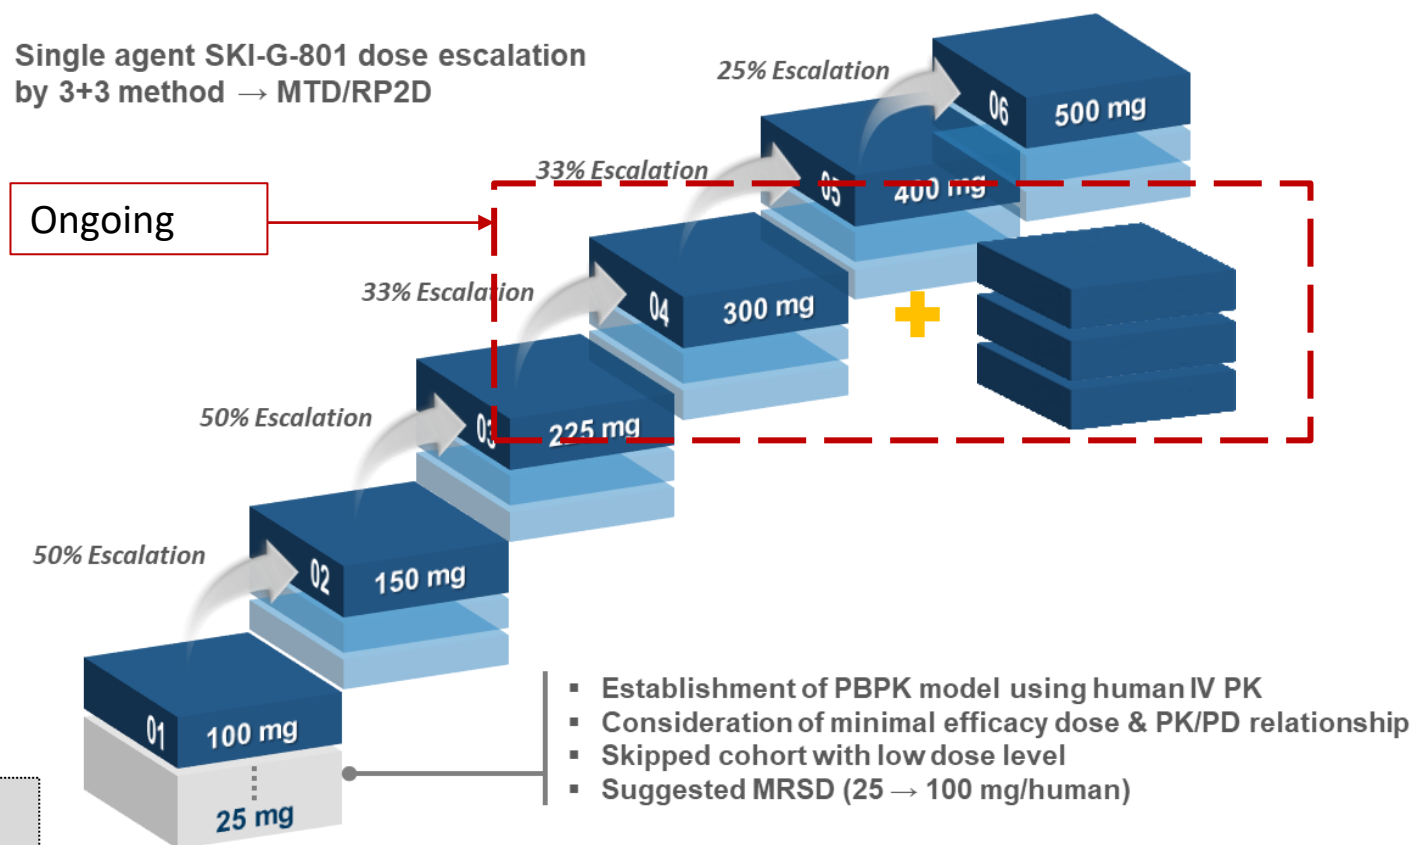 Single agent SKI-G-801 dose escalation
by 3+3 method → MTD/RP2D
25% Escalation
06
500 mg
33% Escalation
05
400 mg
Ongoing
33% Escalation
04
300 mg
50% Escalation
03
225 mg
50% Escalation
02
150 mg
01
100 mg
25 mg
▪ Establishment of PBPK model using human IV PK
▪ Consideration of minimal efficacy dose & PK/PD relationship
▪ Skipped cohort with low dose level
▪ Suggested MRSD (25 → 100 mg/human)